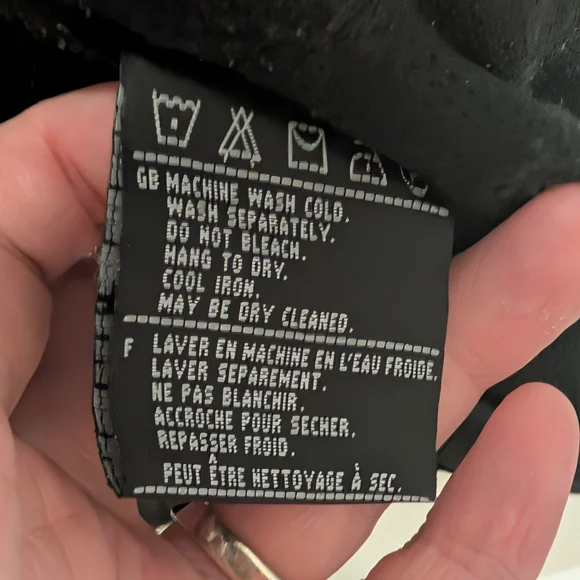 GB MACHINE WASH COLD.
WASH SEPARATELY.
DO NOT BLEACH.
HANG TO DRY.
COOL IRON.
MAY BE DRY CLEANED.
F LAVER EN MACHINE EN L'EAU FROIDE.
LAVER SEPAREMENT.
NE PAS BLANCHIR.
ACCROCHE POUR SECHER.
REPASSER FROID.
PEUT ÊTRE NETTOYAGE À SEC.